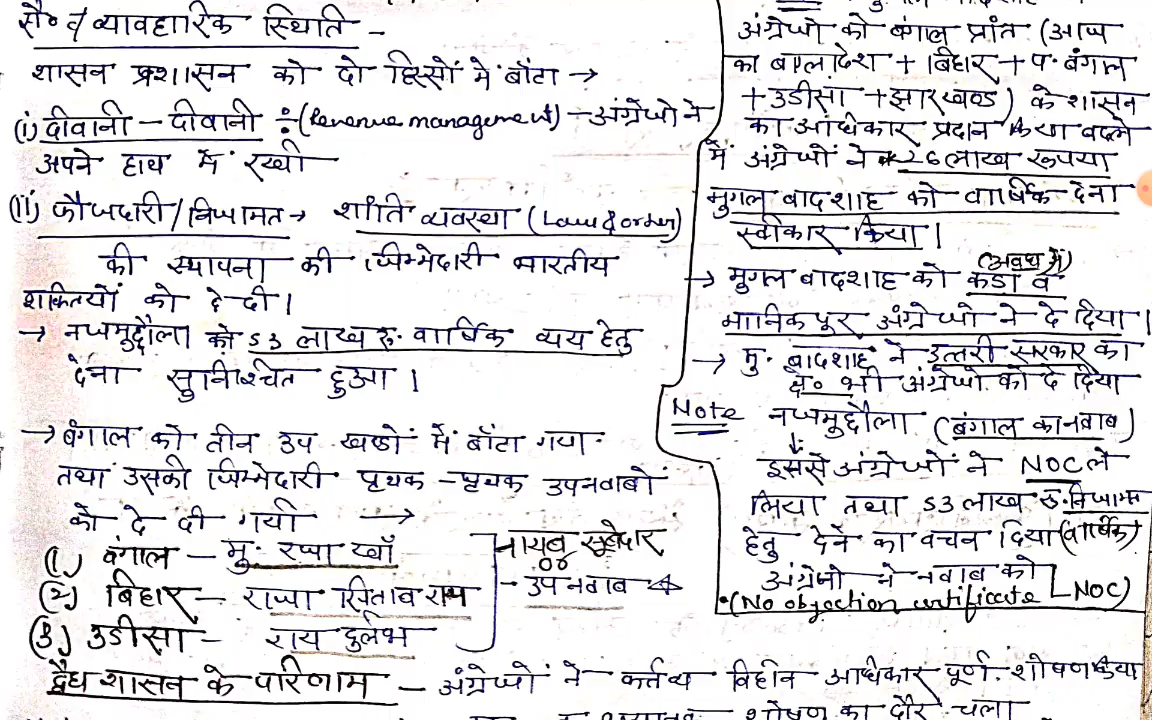 सै० व व्यावहारिक स्थिति -
शासन प्रशासन को दो हिस्सों में बाँटा →
(i) दीवानी - दीवानी :- (Revenue management) - अंग्रेजो ने
अपने हाथ में रखी
(ii) फौजदारी/निजामत → शांति व्यवस्था (Law & order)
की स्थापना की जिम्मेदारी भारतीय
शक्तियों को दे दी।
→ नज्मुद्दौला को 53 लाख रु. वार्षिक व्यय हेतु
देना सुनिश्चित हुआ।
→ बंगाल को तीन उप खण्डों में बाँटा गया
तथा उसकी जिम्मेदारी पृथक - पृथक उपनवाबों
को दे दी गयी →
(1) बंगाल - मु. रजा खाँ
(2) बिहार - राजा सिताब राय
(3) उडीसा - राय दुर्लभ
नायब सूबेदार
or
- उपनवाब
द्वैध शासन के परिणाम - अंग्रेजो ने कर्तव्य विहीन अधिकार पूर्ण शोषण किया
शोषण का दौर चला
अंग्रेजो को बंगाल प्रांत (आज
का बांग्लादेश + बिहार + प. बंगाल
+ उडीसा + झारखण्ड) के शासन
का अधिकार प्रदान किया बदले
में अंग्रेजों ने 26 लाख रूपया
मुगल बादशाह को वार्षिक देना
स्वीकार किया।
(अवध में)
→ मुगल बादशाह को कडा व
मानिकपूर अंग्रेजो ने दे दिया।
→ मु. बादशाह ने उत्तरी सरकार का
क्षे० भी अंग्रेजो को दे दिया
Note नज्मुद्दौला (बंगाल का नवाब)
↓
इससे अंग्रेजों ने NOC ले
लिया तथा 53 लाख रु. निजामत
हेतु देने का वचन दिया (वार्षिक)
अंग्रेजो ने नवाब को
(No objection certificate - NOC)